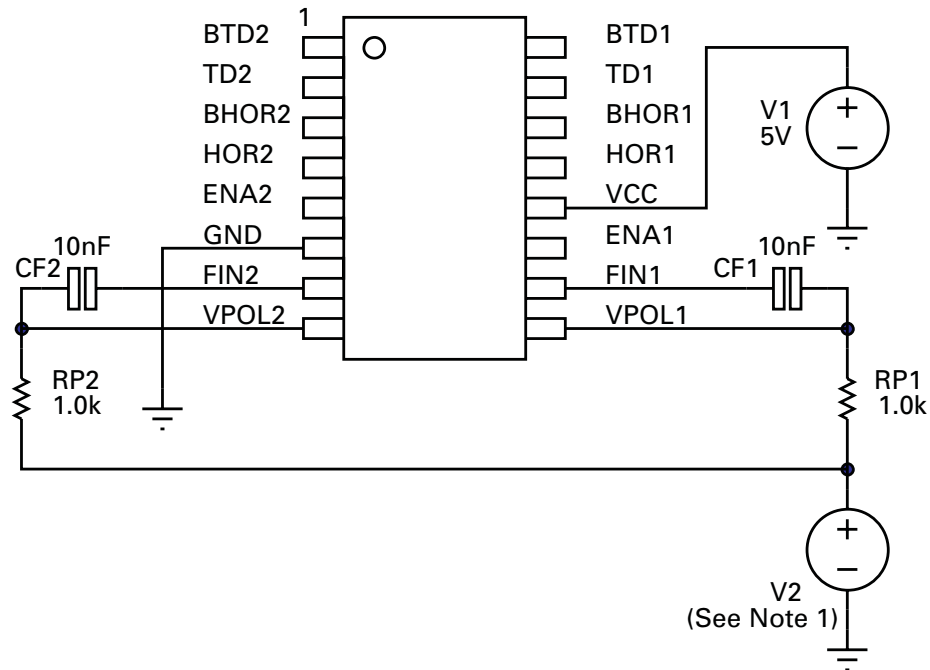 1
BTD2
BTD1
TD2
TD1
BHOR2
BHOR1
HOR2
HOR1
ENA2
VCC
GND
ENA1
FIN2
FIN1
VPOL2
VPOL1
V1
5V
+
−
10nF
CF2
10nF
CF1
RP2
1.0k
RP1
1.0k
+
−
V2
(See Note 1)